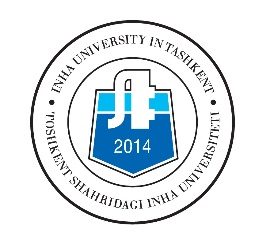 INHA UNIVERSITY IN TASHKENT
2014
TOSHKENT SHAHRIDAGI INHA UNIVERSITETI